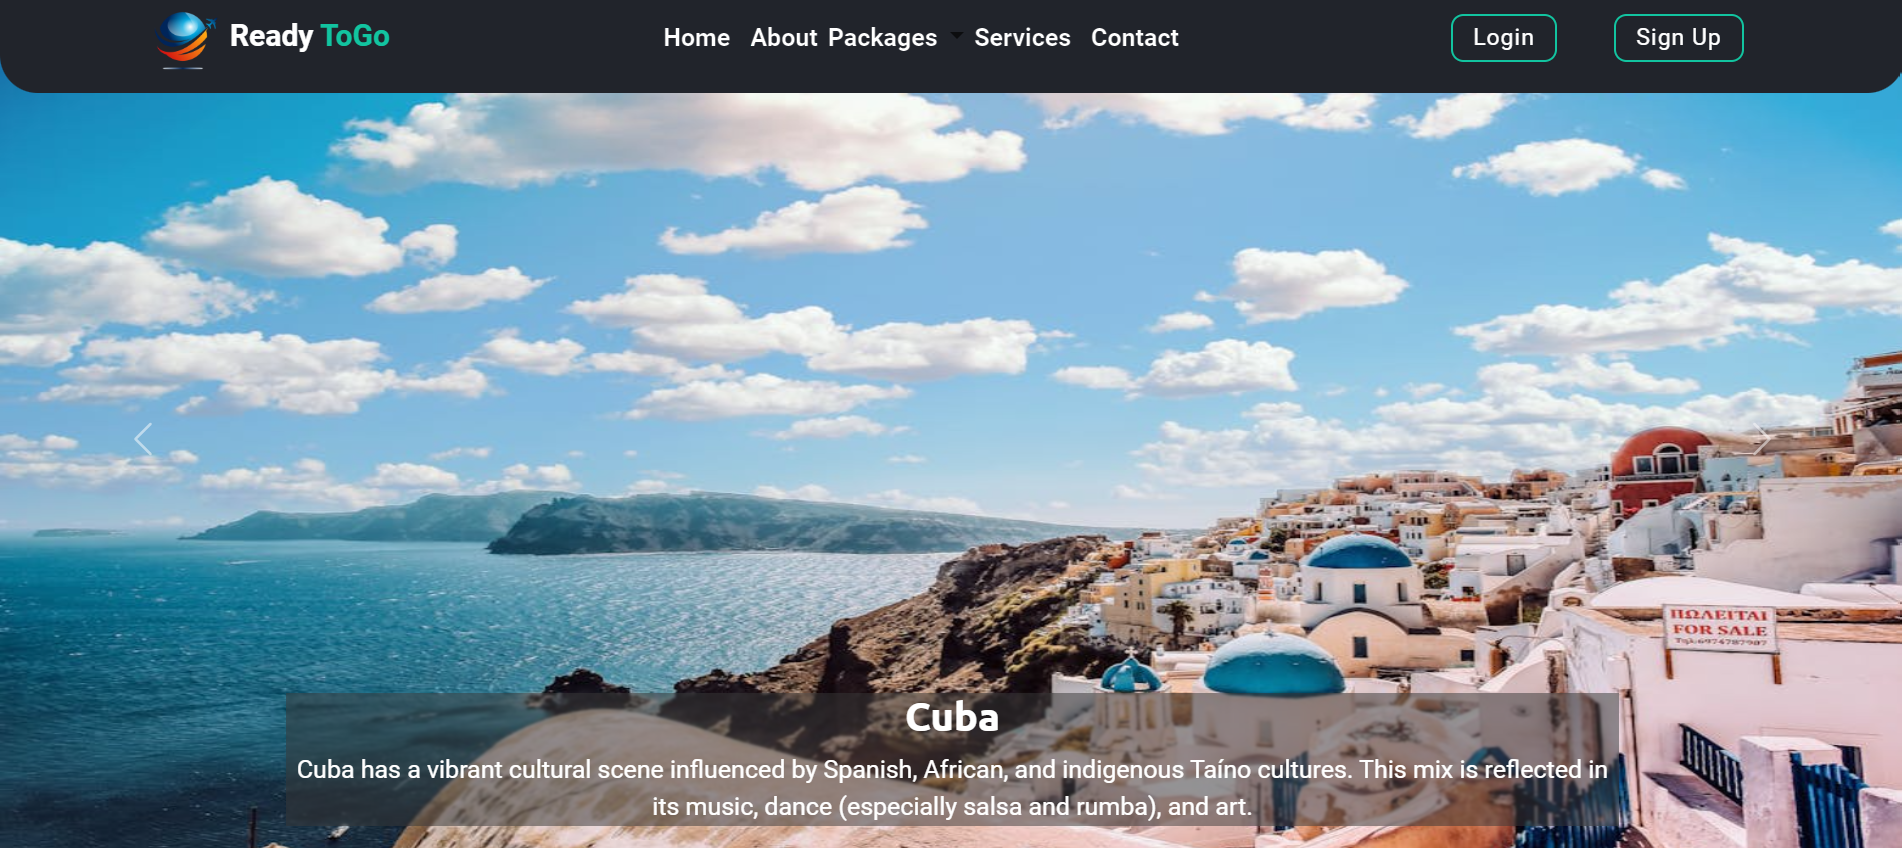 Ready ToGo
Home About Packages Services Contact
Login
Sign Up
ΠΩΛΕΙΤΑΙ
FOR SALE
Τηλ:6974787907
Cuba
Cuba has a vibrant cultural scene influenced by Spanish, African, and indigenous Taíno cultures. This mix is reflected in
its music, dance (especially salsa and rumba), and art.